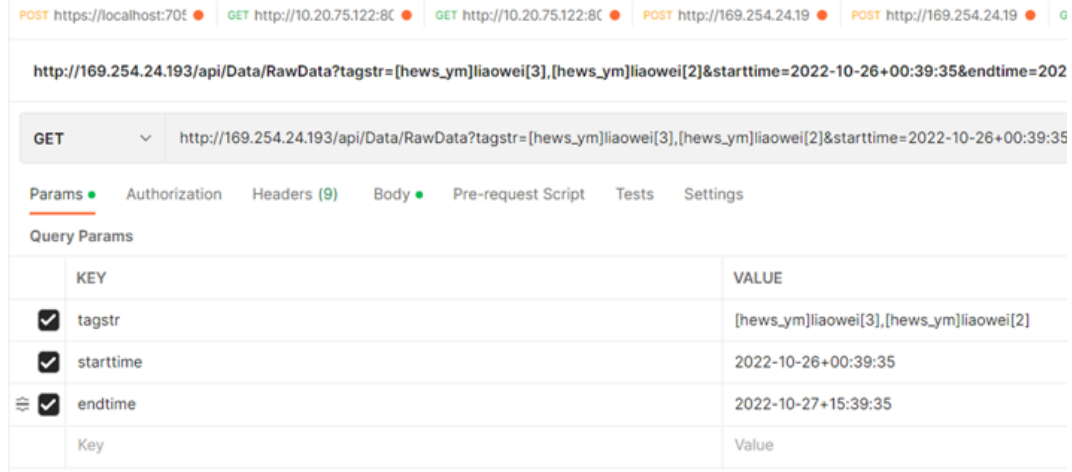 POST https://localhost:705 GET http://10.20.75.122:80 GET http://10.20.75.122:80 POST http://169.254.24.19 POST http://169.254.24.19 G
http://169.254.24.193/api/Data/RawData?tagstr=[hews_ym]liaowei[3],[hews_ym]liaowei[2]&starttime=2022-10-26+00:39:35&endtime=202
GET http://169.254.24.193/api/Data/RawData?tagstr=[hews_ym]liaowei[3],[hews_ym]liaowei[2]&starttime=2022-10-26+00:39:35
Params Authorization Headers (9) Body Pre-request Script Tests Settings
Query Params
KEY VALUE
tagstr [hews_ym]liaowei[3],[hews_ym]liaowei[2]
starttime 2022-10-26+00:39:35
endtime 2022-10-27+15:39:35
Key Value